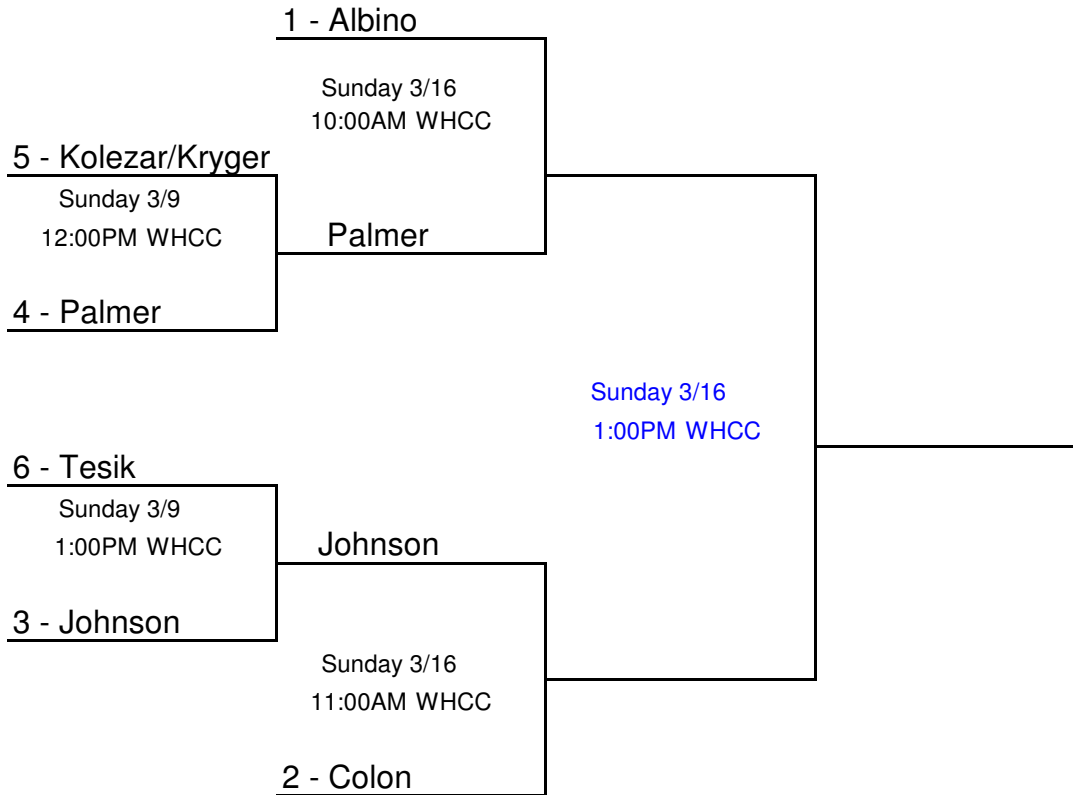 1 - Albino
Sunday 3/16
10:00AM WHCC
5 - Kolezar/Kryger
Sunday 3/9
12:00PM WHCC
Palmer
4 - Palmer
Sunday 3/16
1:00PM WHCC
6 - Tesik
Sunday 3/9
1:00PM WHCC
Johnson
3 - Johnson
Sunday 3/16
11:00AM WHCC
2 - Colon